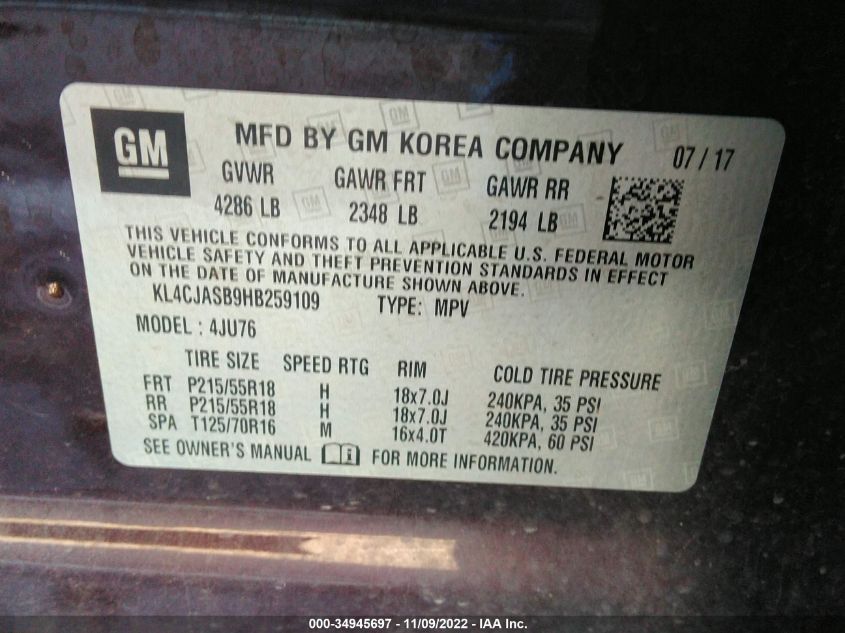 GM
MFD BY GM KOREA COMPANY 07 / 17
GVWR GAWR FRT GAWR RR
4286 LB 2348 LB 2194 LB
THIS VEHICLE CONFORMS TO ALL APPLICABLE U.S. FEDERAL MOTOR
VEHICLE SAFETY AND THEFT PREVENTION STANDARDS IN EFFECT
ON THE DATE OF MANUFACTURE SHOWN ABOVE.
KL4CJASB9HB259109 TYPE: MPV
MODEL : 4JU76
TIRE SIZE SPEED RTG RIM COLD TIRE PRESSURE
FRT P215/55R18 H 18x7.0J 240KPA, 35 PSI
RR P215/55R18 H 18x7.0J 240KPA, 35 PSI
SPA T125/70R16 M 16x4.0T 420KPA, 60 PSI
SEE OWNER'S MANUAL i FOR MORE INFORMATION.
000-34945697 - 11/09/2022 - IAA Inc.